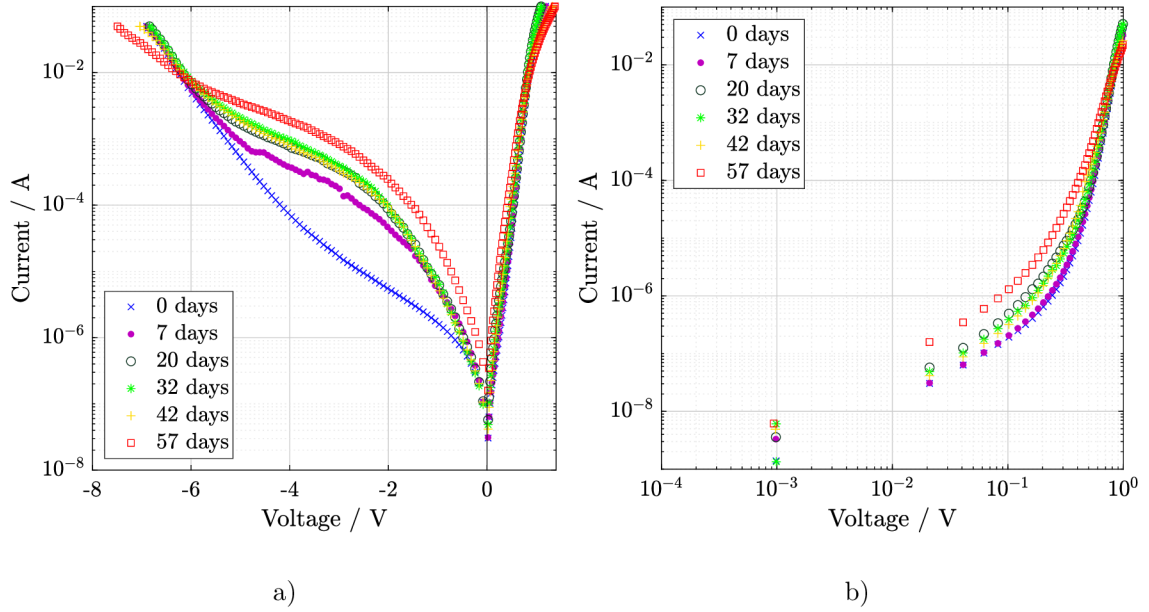 10^-2
10^-4
10^-6
10^-8
-8
-6
-4
-2
0
Voltage / V
Current / A
0 days
7 days
20 days
32 days
42 days
57 days
a)
10^-2
10^-4
10^-6
10^-8
10^-4
10^-3
10^-2
10^-1
10^0
Voltage / V
Current / A
0 days
7 days
20 days
32 days
42 days
57 days
b)